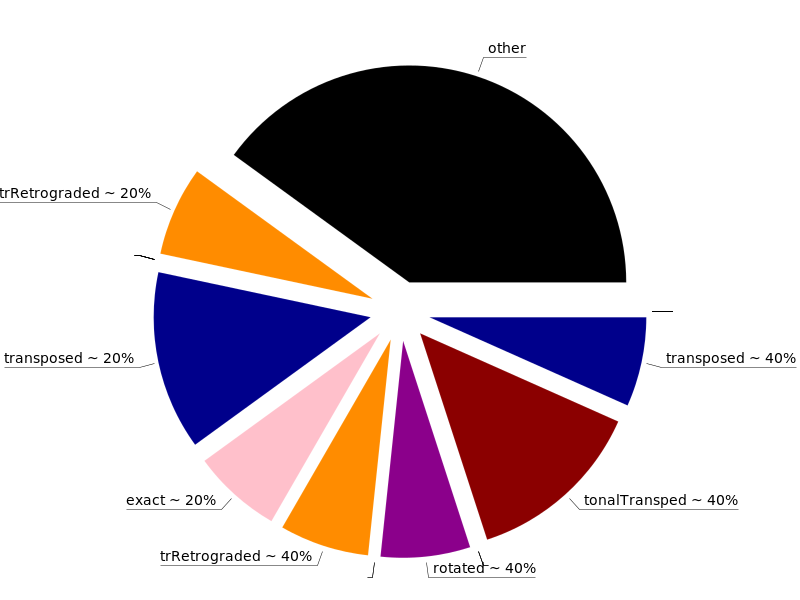 other
trRetrograded ~ 20%
transposed ~ 20%
transposed ~ 40%
exact ~ 20%
tonalTransped ~ 40%
trRetrograded ~ 40%
rotated ~ 40%